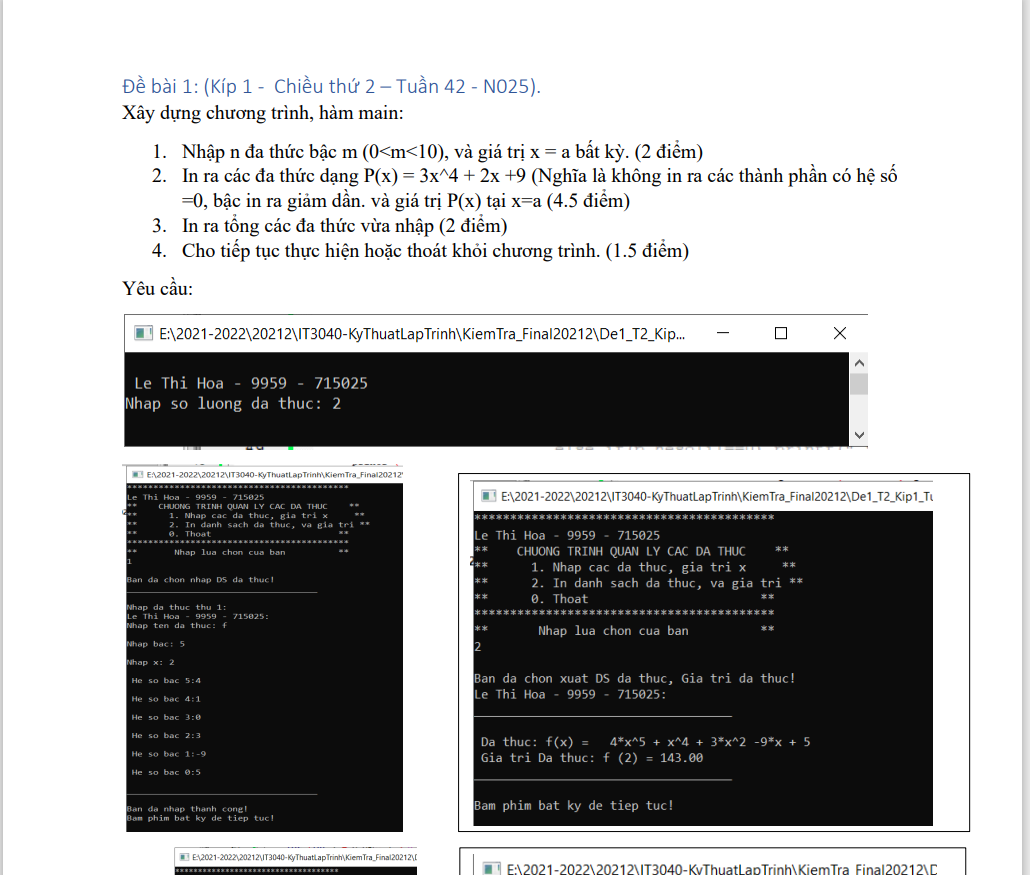 Đề bài 1: (Kíp 1 - Chiều thứ 2 – Tuần 42 - N025).
Xây dựng chương trình, hàm main:
1. Nhập n đa thức bậc m (0<m<10), và giá trị x = a bất kỳ. (2 điểm)
2. In ra các đa thức dạng P(x) = 3x^4 + 2x +9 (Nghĩa là không in ra các thành phần có hệ số
=0, bậc in ra giảm dần. và giá trị P(x) tại x=a (4.5 điểm)
3. In ra tổng các đa thức vừa nhập (2 điểm)
4. Cho tiếp tục thực hiện hoặc thoát khỏi chương trình. (1.5 điểm)
Yêu cầu:
E:\2021-2022\20212\IT3040-KyThuatLapTrinh\KiemTra_Final20212\De1_T2_Kip...
Le Thi Hoa - 9959 - 715025
Nhap so luong da thuc: 2
E:\2021-2022\20212\IT3040-KyThuatLapTrinh\KiemTra_Final20212\
******************************************
Le Thi Hoa - 9959 - 715025
** CHUONG TRINH QUAN LY CAC DA THUC **
** 1. Nhap cac da thuc, gia tri x **
** 2. In danh sach da thuc, va gia tri **
** 0. Thoat **
******************************************
** Nhap lua chon cua ban **
1
Ban da chon nhap DS da thuc!
Nhap da thuc thu 1:
Le Thi Hoa - 9959 - 715025:
Nhap ten da thuc: f
Nhap bac: 5
Nhap x: 2
He so bac 5:4
He so bac 4:1
He so bac 3:0
He so bac 2:3
He so bac 1:-9
He so bac 0:5
Ban da nhap thanh cong!
Bam phim bat ky de tiep tuc!
E:\2021-2022\20212\IT3040-KyThuatLapTrinh\KiemTra_Final20212\De1_T2_Kip1_Tu
******************************************
Le Thi Hoa - 9959 - 715025
** CHUONG TRINH QUAN LY CAC DA THUC **
** 1. Nhap cac da thuc, gia tri x **
** 2. In danh sach da thuc, va gia tri **
** 0. Thoat **
******************************************
** Nhap lua chon cua ban **
2
Ban da chon xuat DS da thuc, Gia tri da thuc!
Le Thi Hoa - 9959 - 715025:
Da thuc: f(x) = 4*x^5 + x^4 + 3*x^2 -9*x + 5
Gia tri Da thuc: f (2) = 143.00
Bam phim bat ky de tiep tuc!
E:\2021-2022\20212\IT3040-KyThuatLapTrinh\KiemTra_Final20212\D
E:\2021-2022\20212\IT3040-KyThuatLapTrinh\KiemTra_Final20212\D